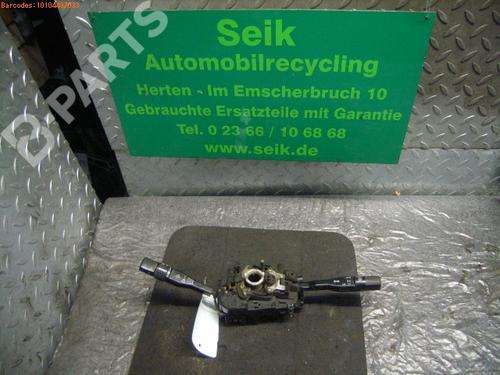 Barcodes:10104437033
B-PARTS
Seik
Automobilrecycling
Herten - Im Emscherbruch 10
Gebrauchte Ersatzteile mit Garantie
Tel. 0 23 66 / 10 68 68
www.seik.de